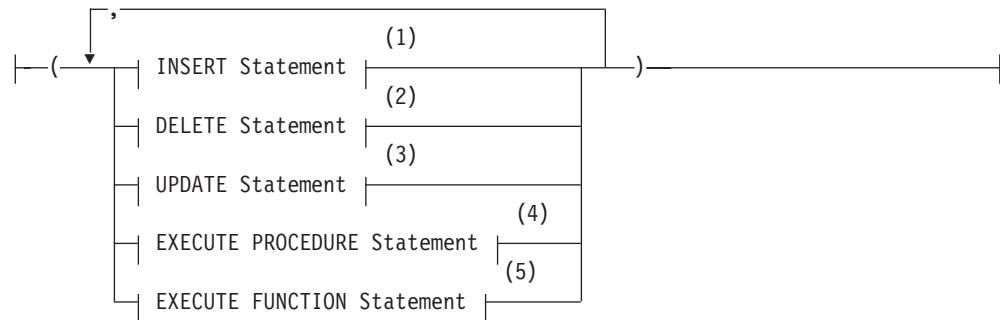 ,
(1)
( INSERT Statement )
(2)
DELETE Statement
(3)
UPDATE Statement
(4)
EXECUTE PROCEDURE Statement
(5)
EXECUTE FUNCTION Statement